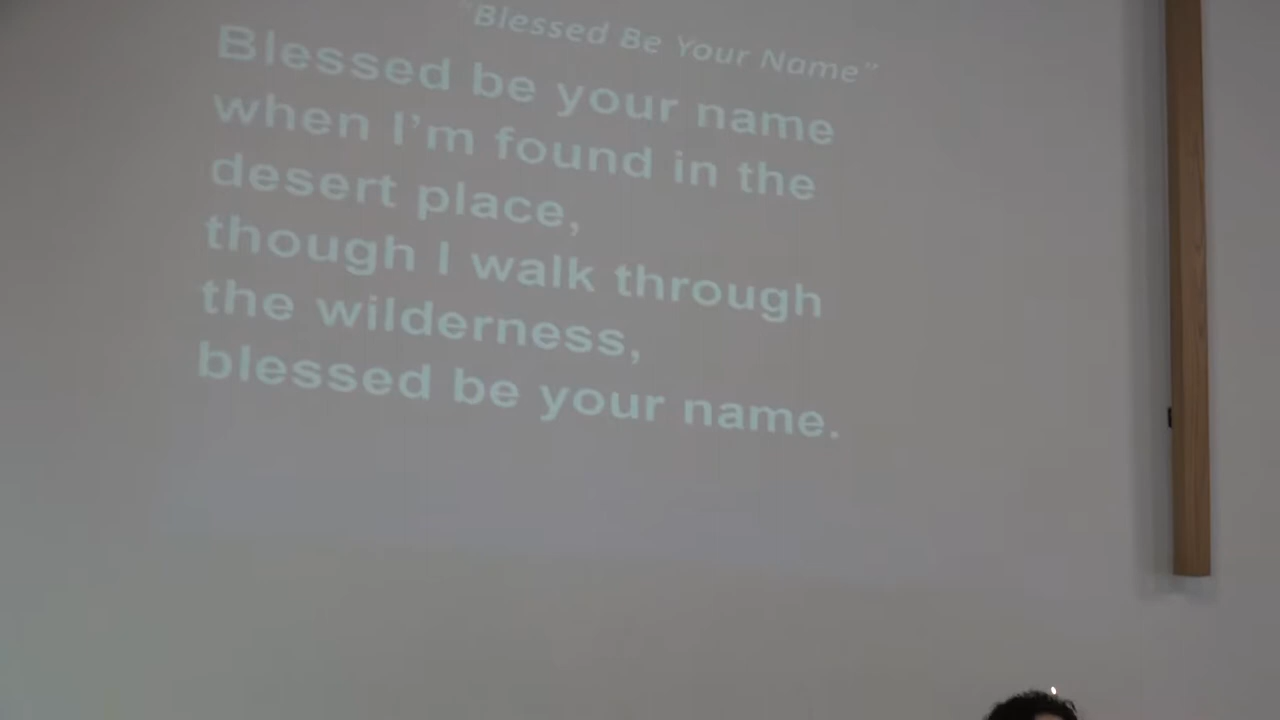 "Blessed Be Your Name"
Blessed be your name
when I'm found in the
desert place,
though I walk through
the wilderness,
blessed be your name.